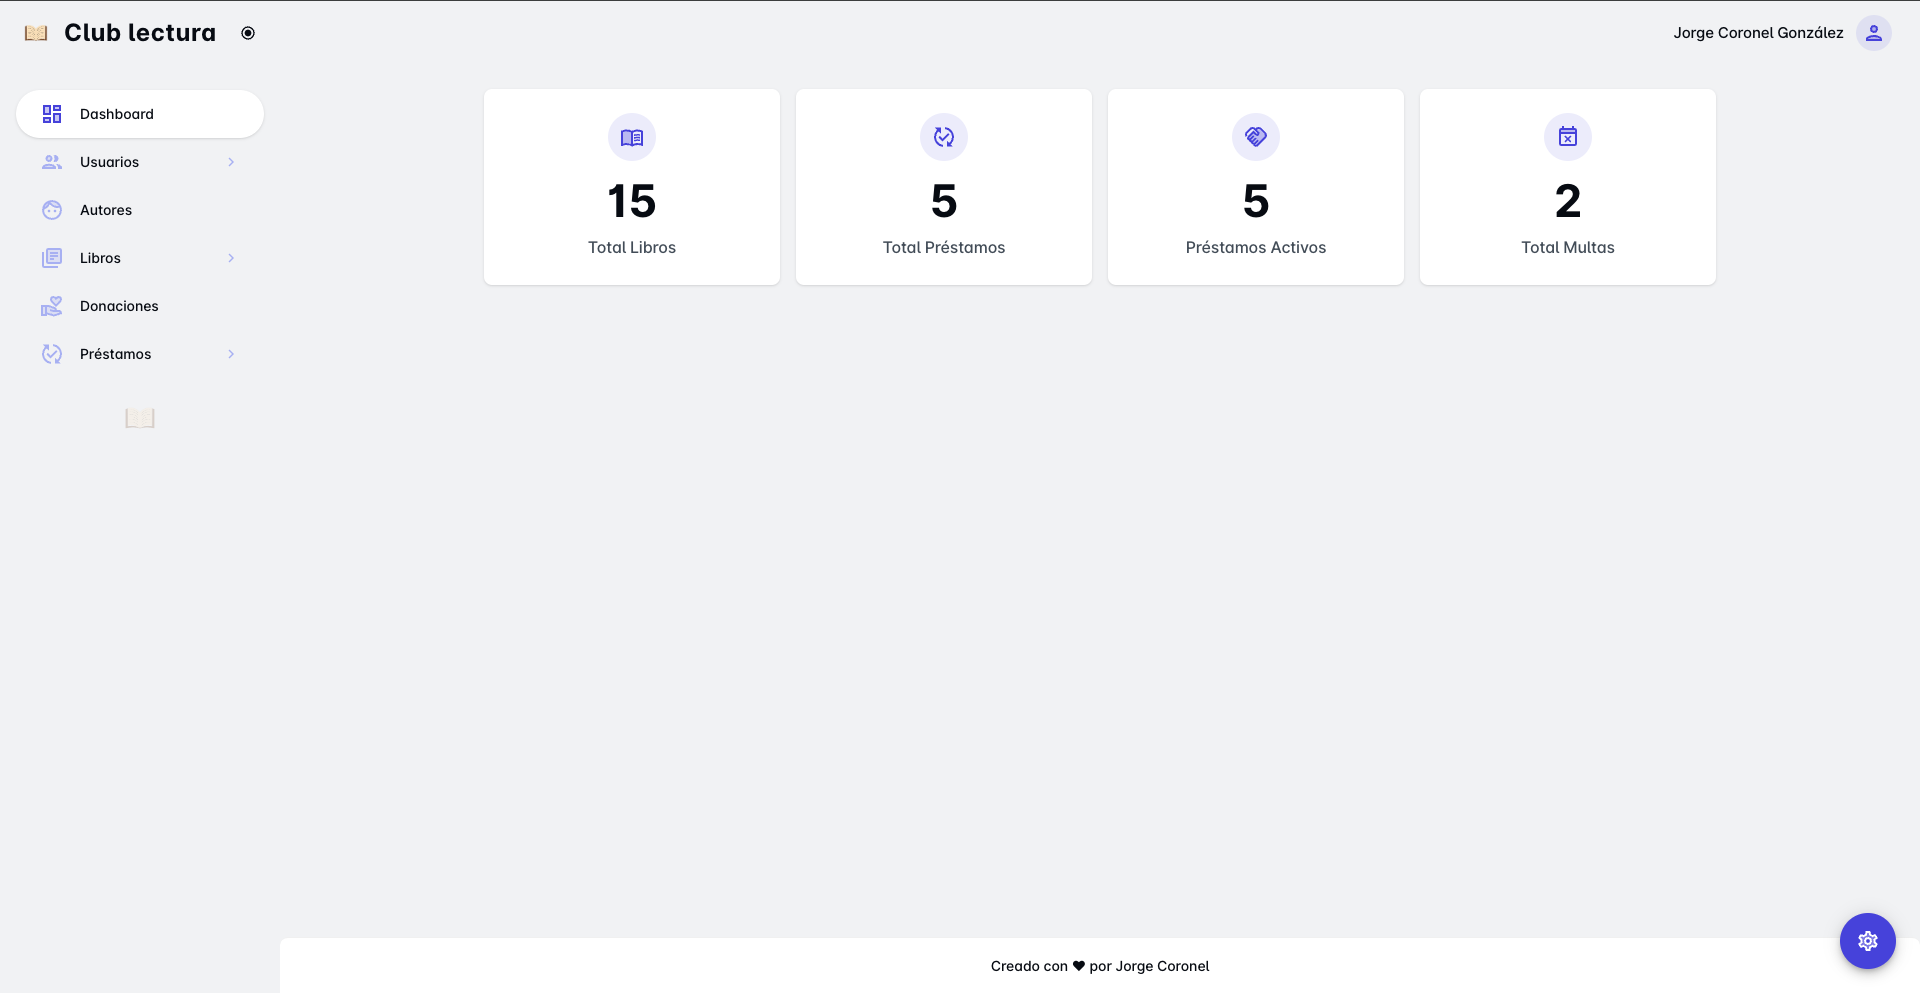 Club lectura
Jorge Coronel González
Dashboard
Usuarios
Autores
Libros
Donaciones
Préstamos
15
Total Libros
5
Total Préstamos
5
Préstamos Activos
2
Total Multas
Creado con ♥ por Jorge Coronel